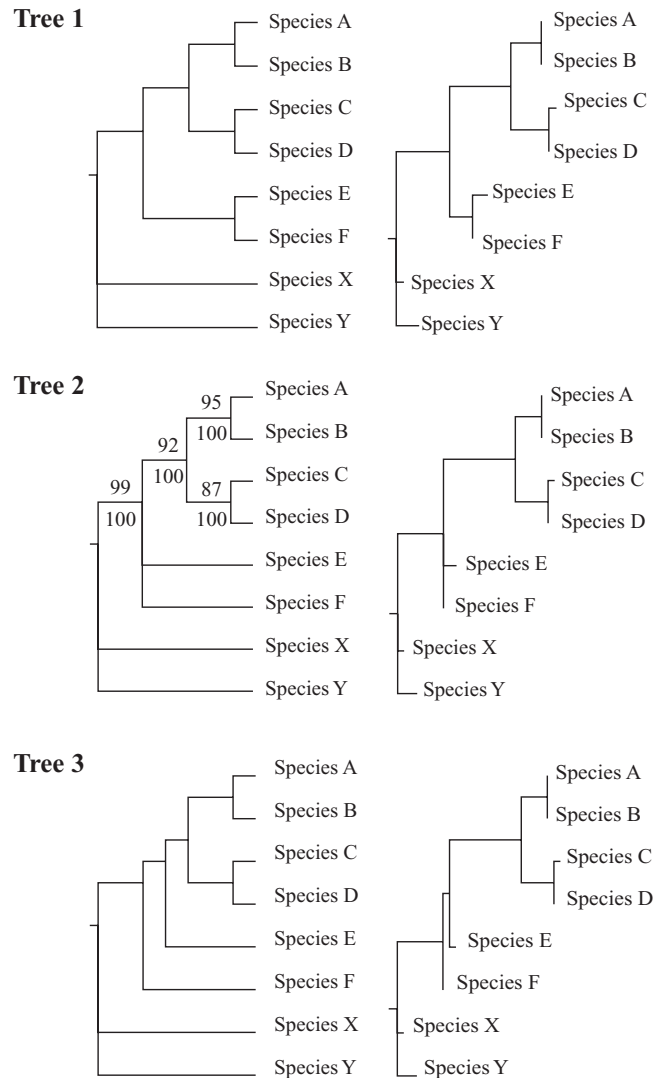 Tree 1
Species A
Species B
Species C
Species D
Species E
Species F
Species X
Species Y
Species A
Species B
Species C
Species D
Species E
Species F
Species X
Species Y
Tree 2
95
100
92
100
87
100
99
100
Species A
Species B
Species C
Species D
Species E
Species F
Species X
Species Y
Species A
Species B
Species C
Species D
Species E
Species F
Species X
Species Y
Tree 3
Species A
Species B
Species C
Species D
Species E
Species F
Species X
Species Y
Species A
Species B
Species C
Species D
Species E
Species F
Species X
Species Y